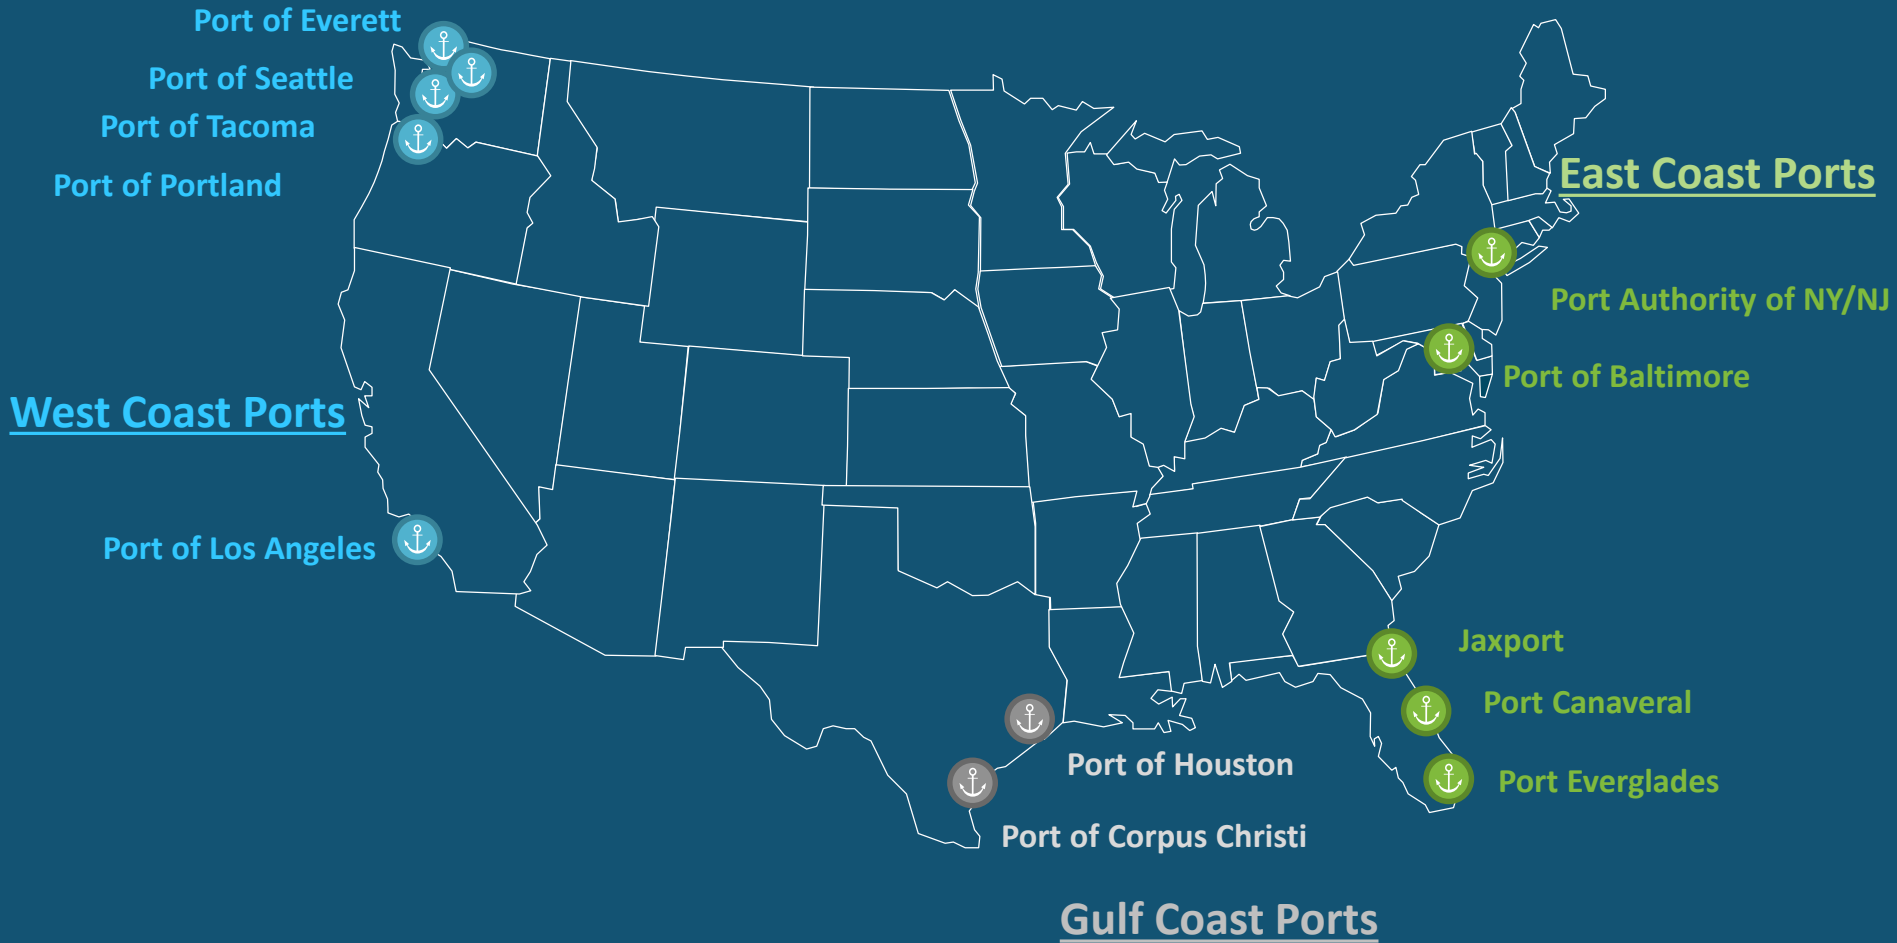 Port of Everett
Port of Seattle
Port of Tacoma
Port of Portland
East Coast Ports
Port Authority of NY/NJ
Port of Baltimore
West Coast Ports
Port of Los Angeles
Jaxport
Port Canaveral
Port of Houston
Port Everglades
Port of Corpus Christi
Gulf Coast Ports